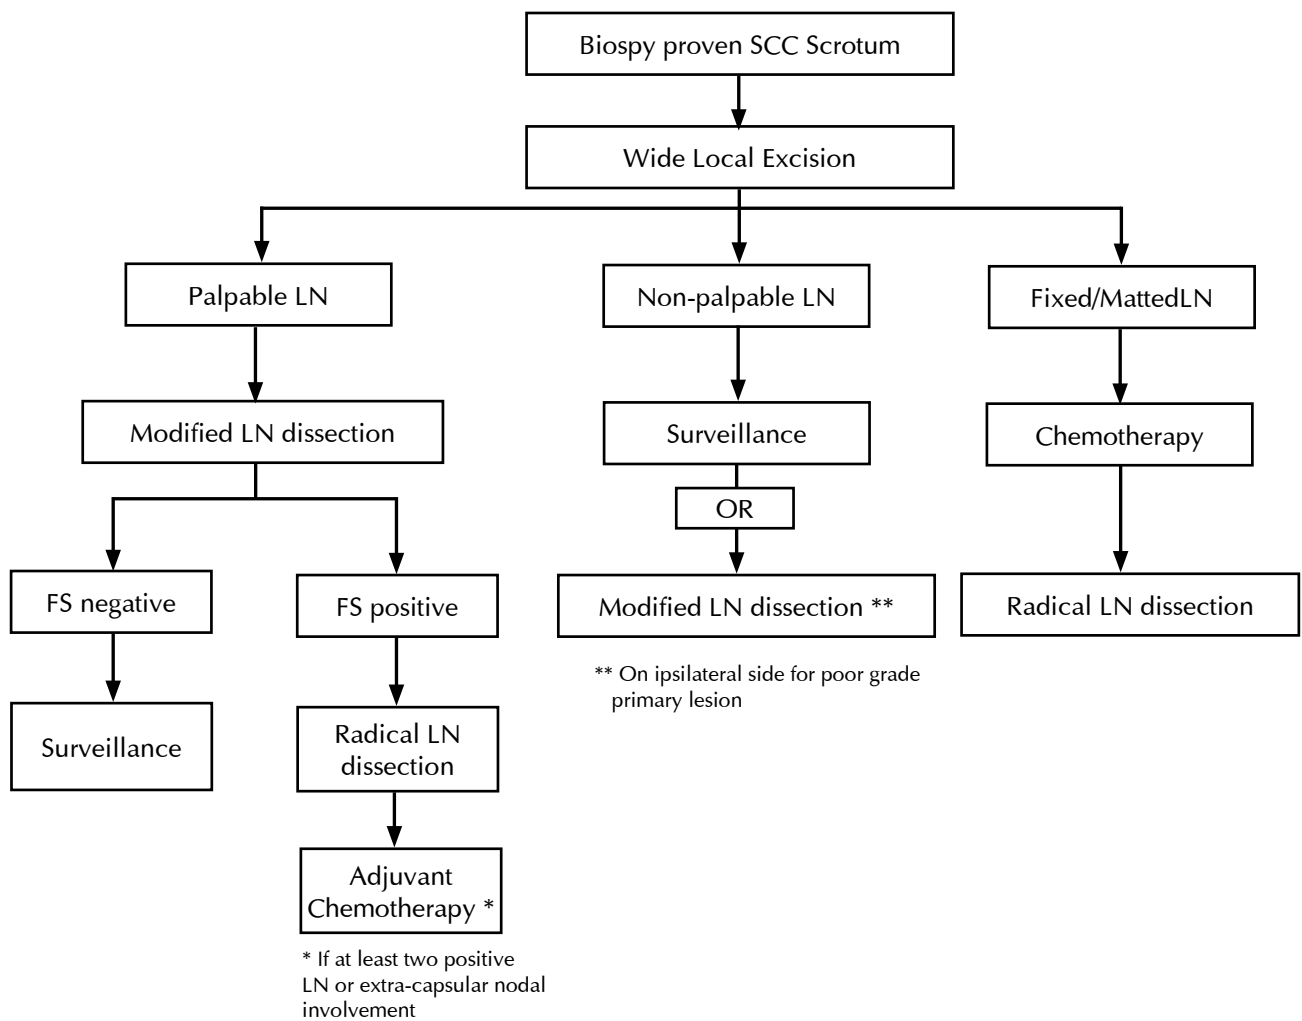 Biospy proven SCC Scrotum
Wide Local Excision
Palpable LN
Non-palpable LN
Fixed/MattedLN
Modified LN dissection
Surveillance
Chemotherapy
OR
FS negative
FS positive
Modified LN dissection **
Radical LN dissection
** On ipsilateral side for poor grade
primary lesion
Surveillance
Radical LN
dissection
Adjuvant
Chemotherapy *
* If at least two positive
LN or extra-capsular nodal
involvement